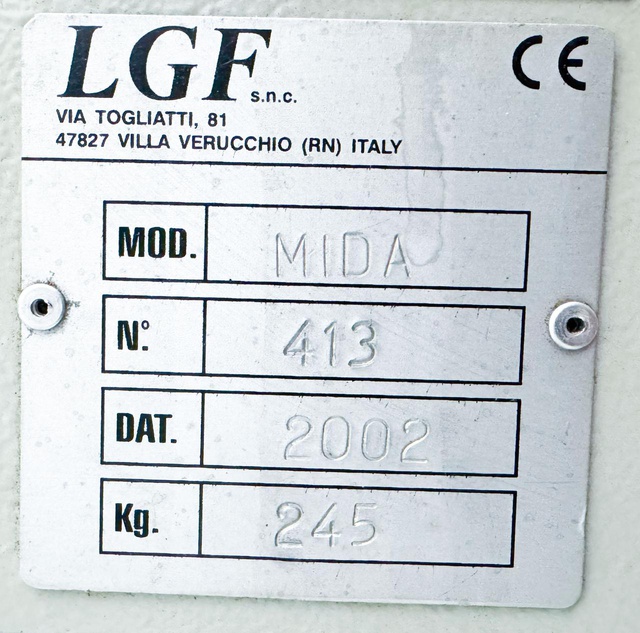 LGF s.n.c.
VIA TOGLIATTI, 81
47827 VILLA VERUCCHIO (RN) ITALY
CE
MOD. MIDA
N° 413
DAT. 2002
Kg. 245